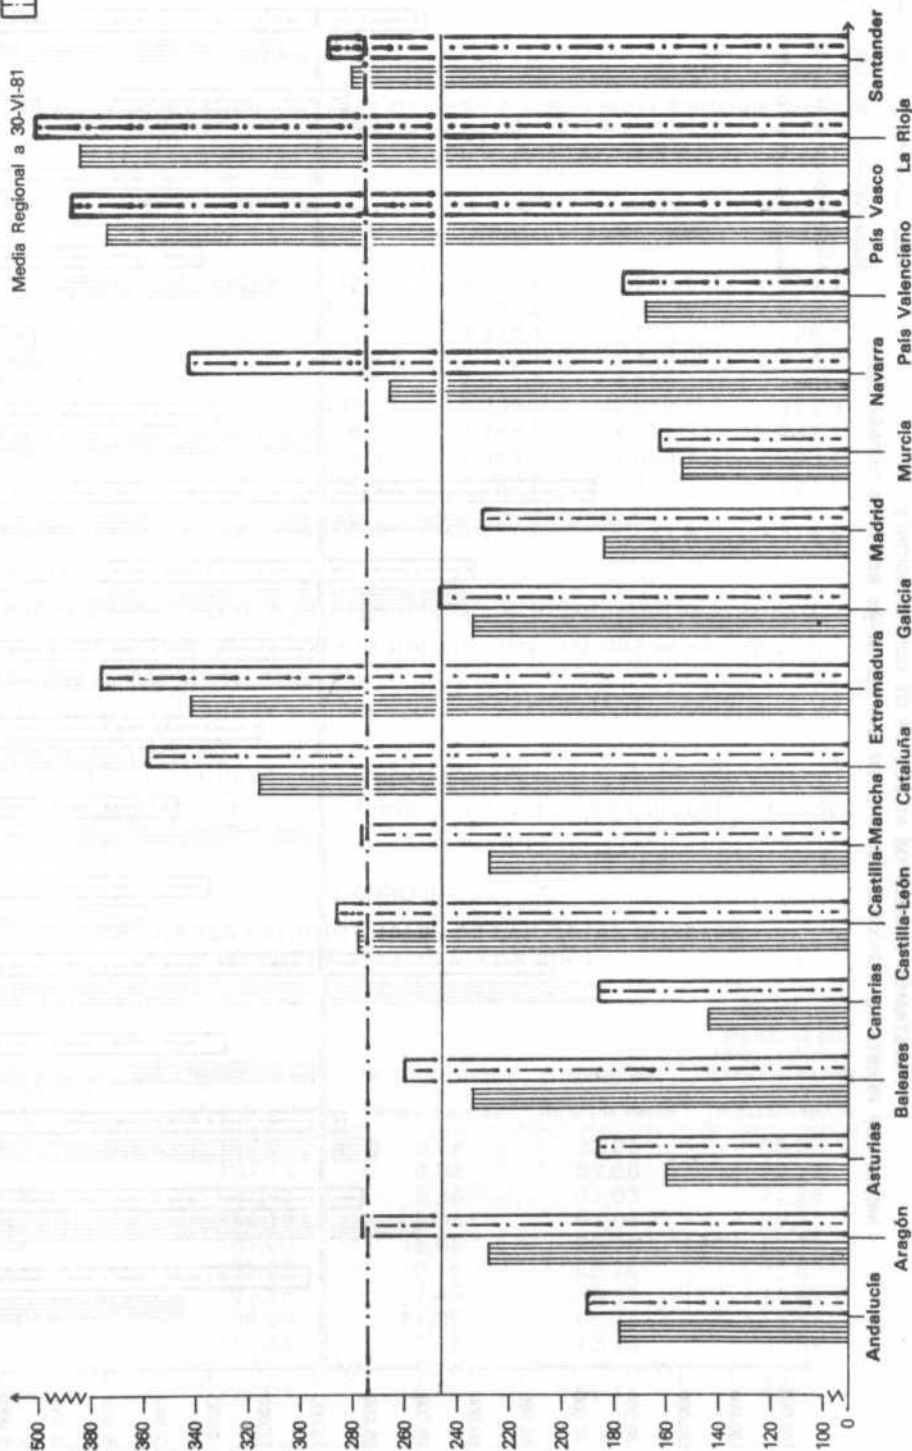 Media Regional a 30-VI-81
500
380
360
340
320
300
280
260
240
220
200
180
160
140
120
100
0
Andalucia
Aragón
Asturias
Baleares
Canarias
Castilla-León
Castilla-Mancha
Cataluña
Extremadura
Galicia
Madrid
Murcia
Navarra
País Valenciano
País Vasco
La Rioja
Santander